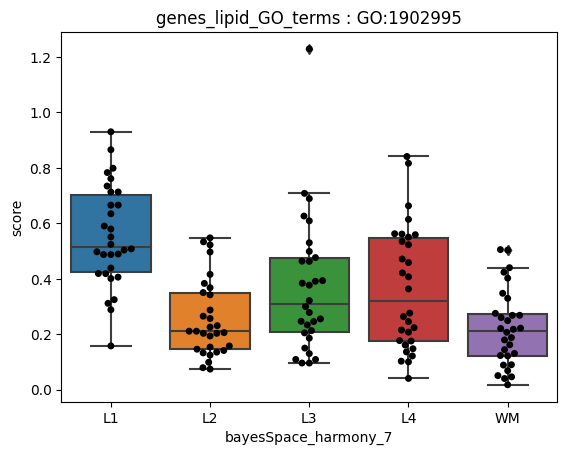 genes_lipid_GO_terms : GO:1902995
1.2
1.0
0.8
0.6
0.4
0.2
0.0
score
L1 L2 L3 L4 WM
bayesSpace_harmony_7